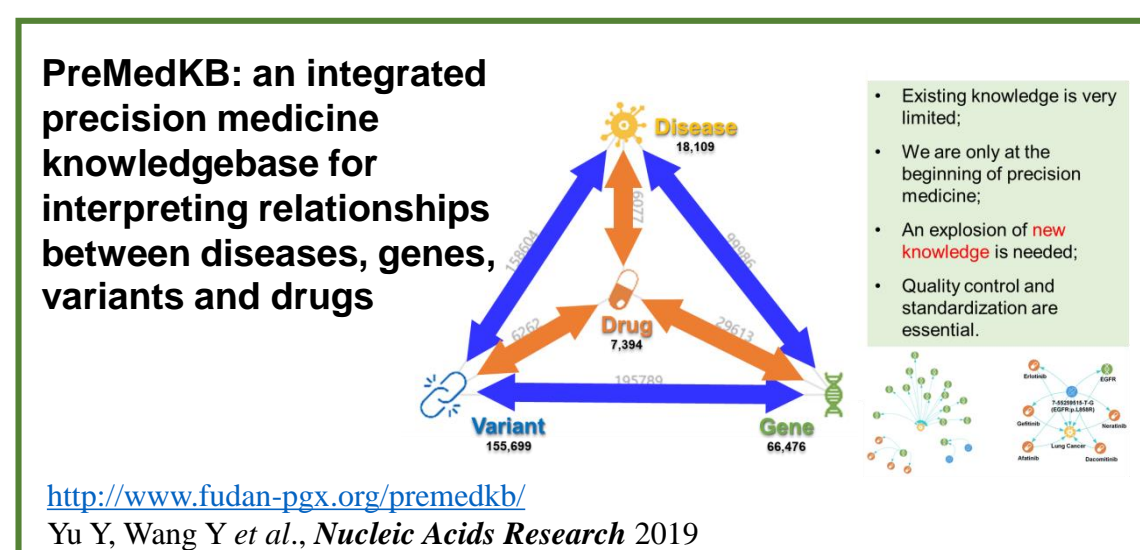 PreMedKB: an integrated
precision medicine
knowledgebase for
interpreting relationships
between diseases, genes,
variants and drugs
Disease
18,109
158604
6077
99986
Drug
7,394
6262
29613
195789
Variant
155,699
Gene
66,476
• Existing knowledge is very
limited;
• We are only at the
beginning of precision
medicine;
• An explosion of new
knowledge is needed;
• Quality control and
standardization are
essential.
Erlotinib
EGFR
7-55259515-T-G
(EGFR:p.L858R)
Gefitinib
Neratinib
Lung Cancer
Afatinib
Dacomitinib
http://www.fudan-pgx.org/premedkb/
Yu Y, Wang Y et al., Nucleic Acids Research 2019